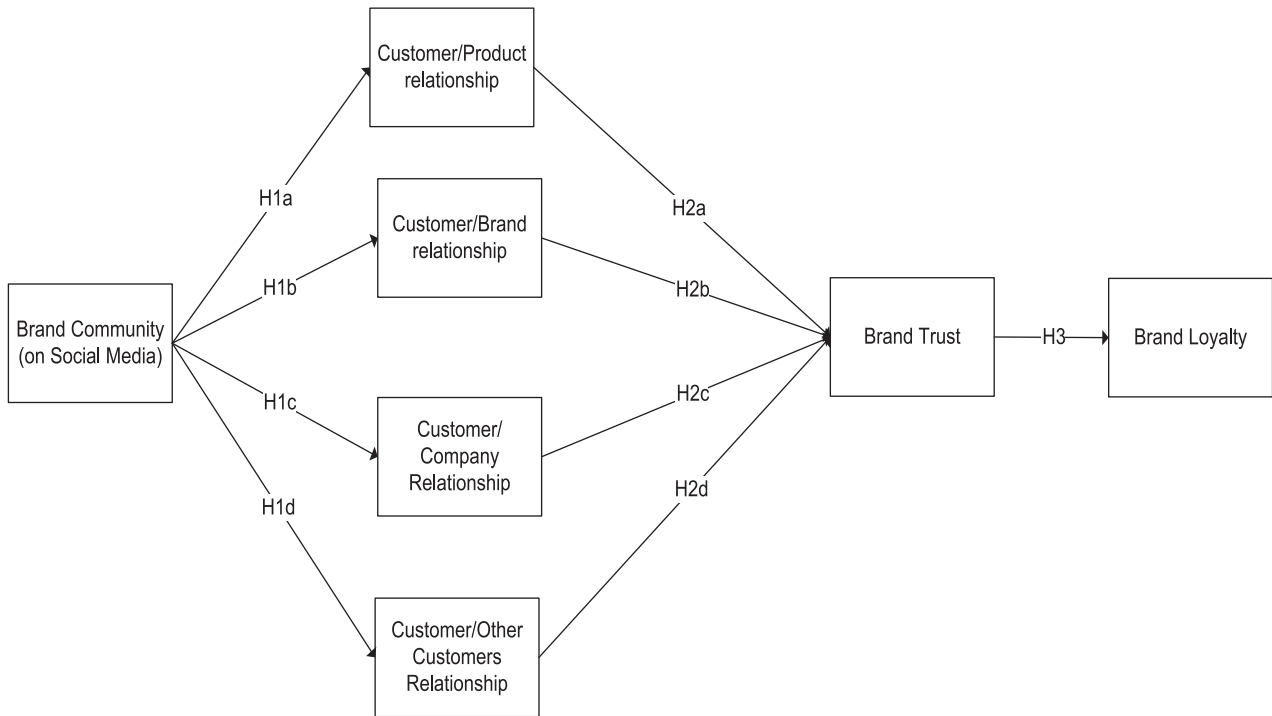 Customer/Product
relationship
H1a
H2a
Customer/Brand
relationship
H1b
H2b
Brand Community
(on Social Media)
Brand Trust
H3
Brand Loyalty
H1c
H2c
Customer/
Company
Relationship
H1d
H2d
Customer/Other
Customers
Relationship